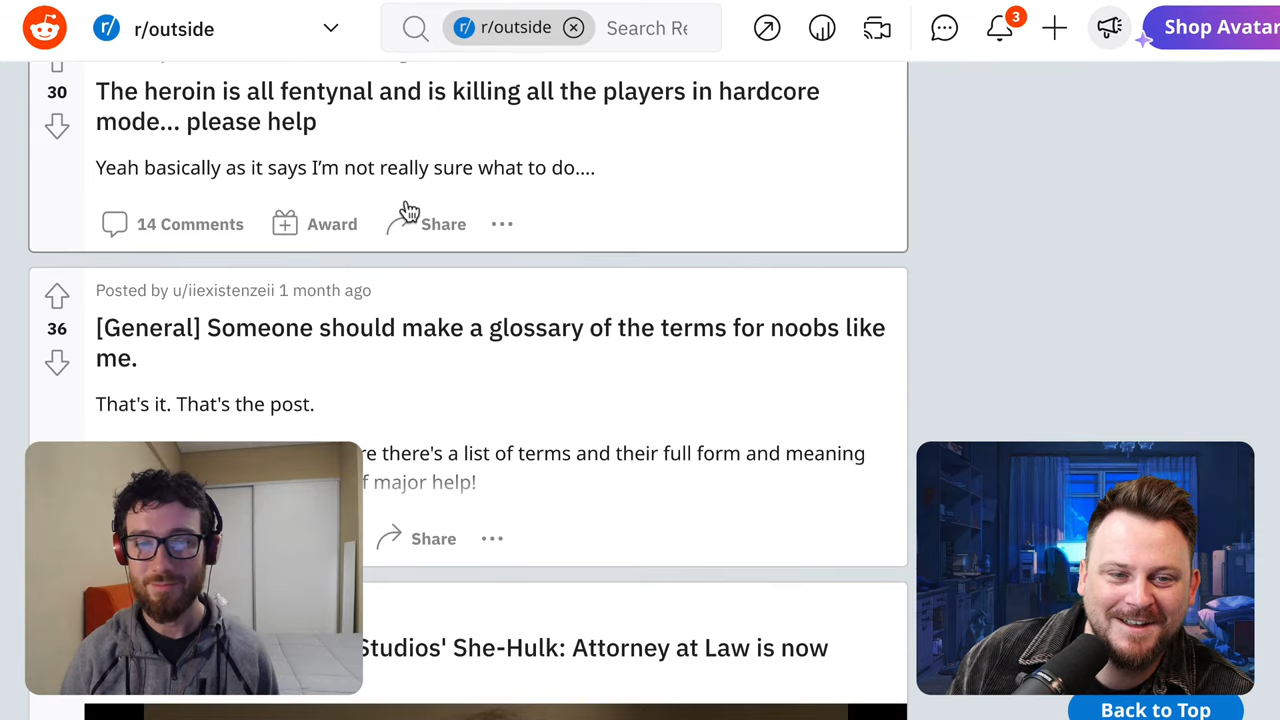 r/ r/outside
r/ r/outside Search Re
3
Shop Avatar
30
The heroin is all fentynal and is killing all the players in hardcore
mode... please help
Yeah basically as it says I'm not really sure what to do....
14 Comments Award Share
Posted by u/iiexistenzeii 1 month ago
36
[General] Someone should make a glossary of the terms for noobs like
me.
That's it. That's the post.
re there's a list of terms and their full form and meaning
f major help!
Share
Studios' She-Hulk: Attorney at Law is now
Back to Top